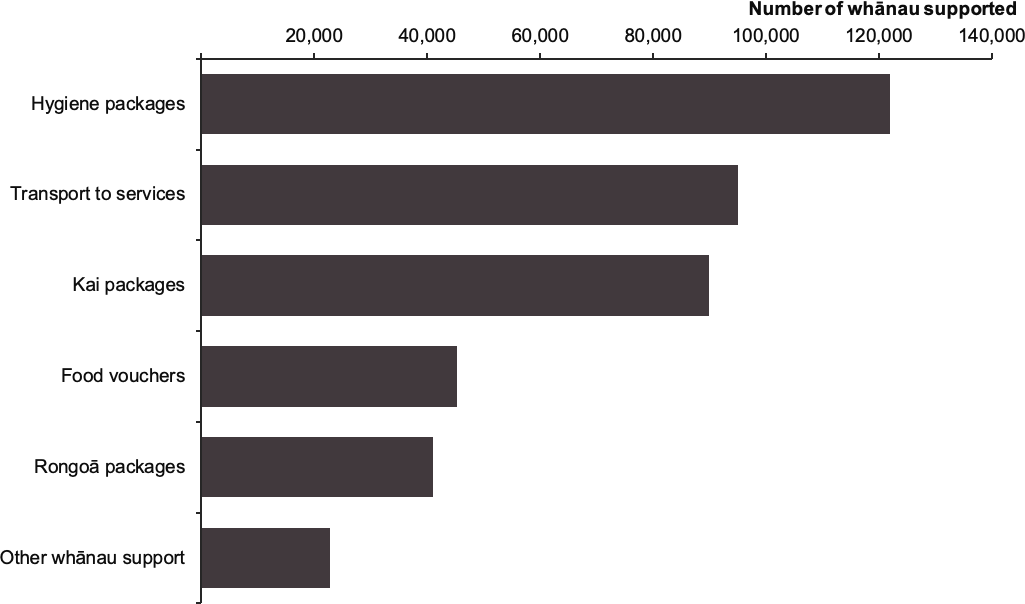 Number of whānau supported
20,000 40,000 60,000 80,000 100,000 120,000 140,000
Hygiene packages
Transport to services
Kai packages
Food vouchers
Rongoā packages
Other whānau support